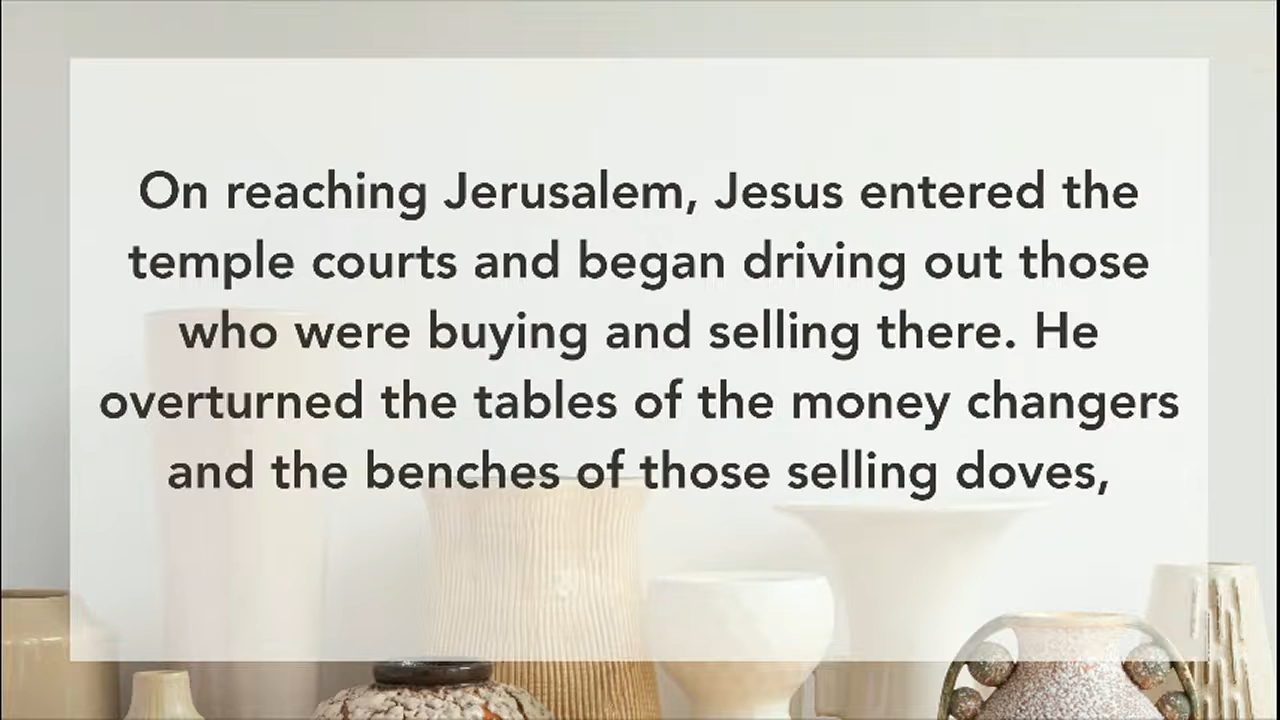 On reaching Jerusalem, Jesus entered the
temple courts and began driving out those
who were buying and selling there. He
overturned the tables of the money changers
and the benches of those selling doves,